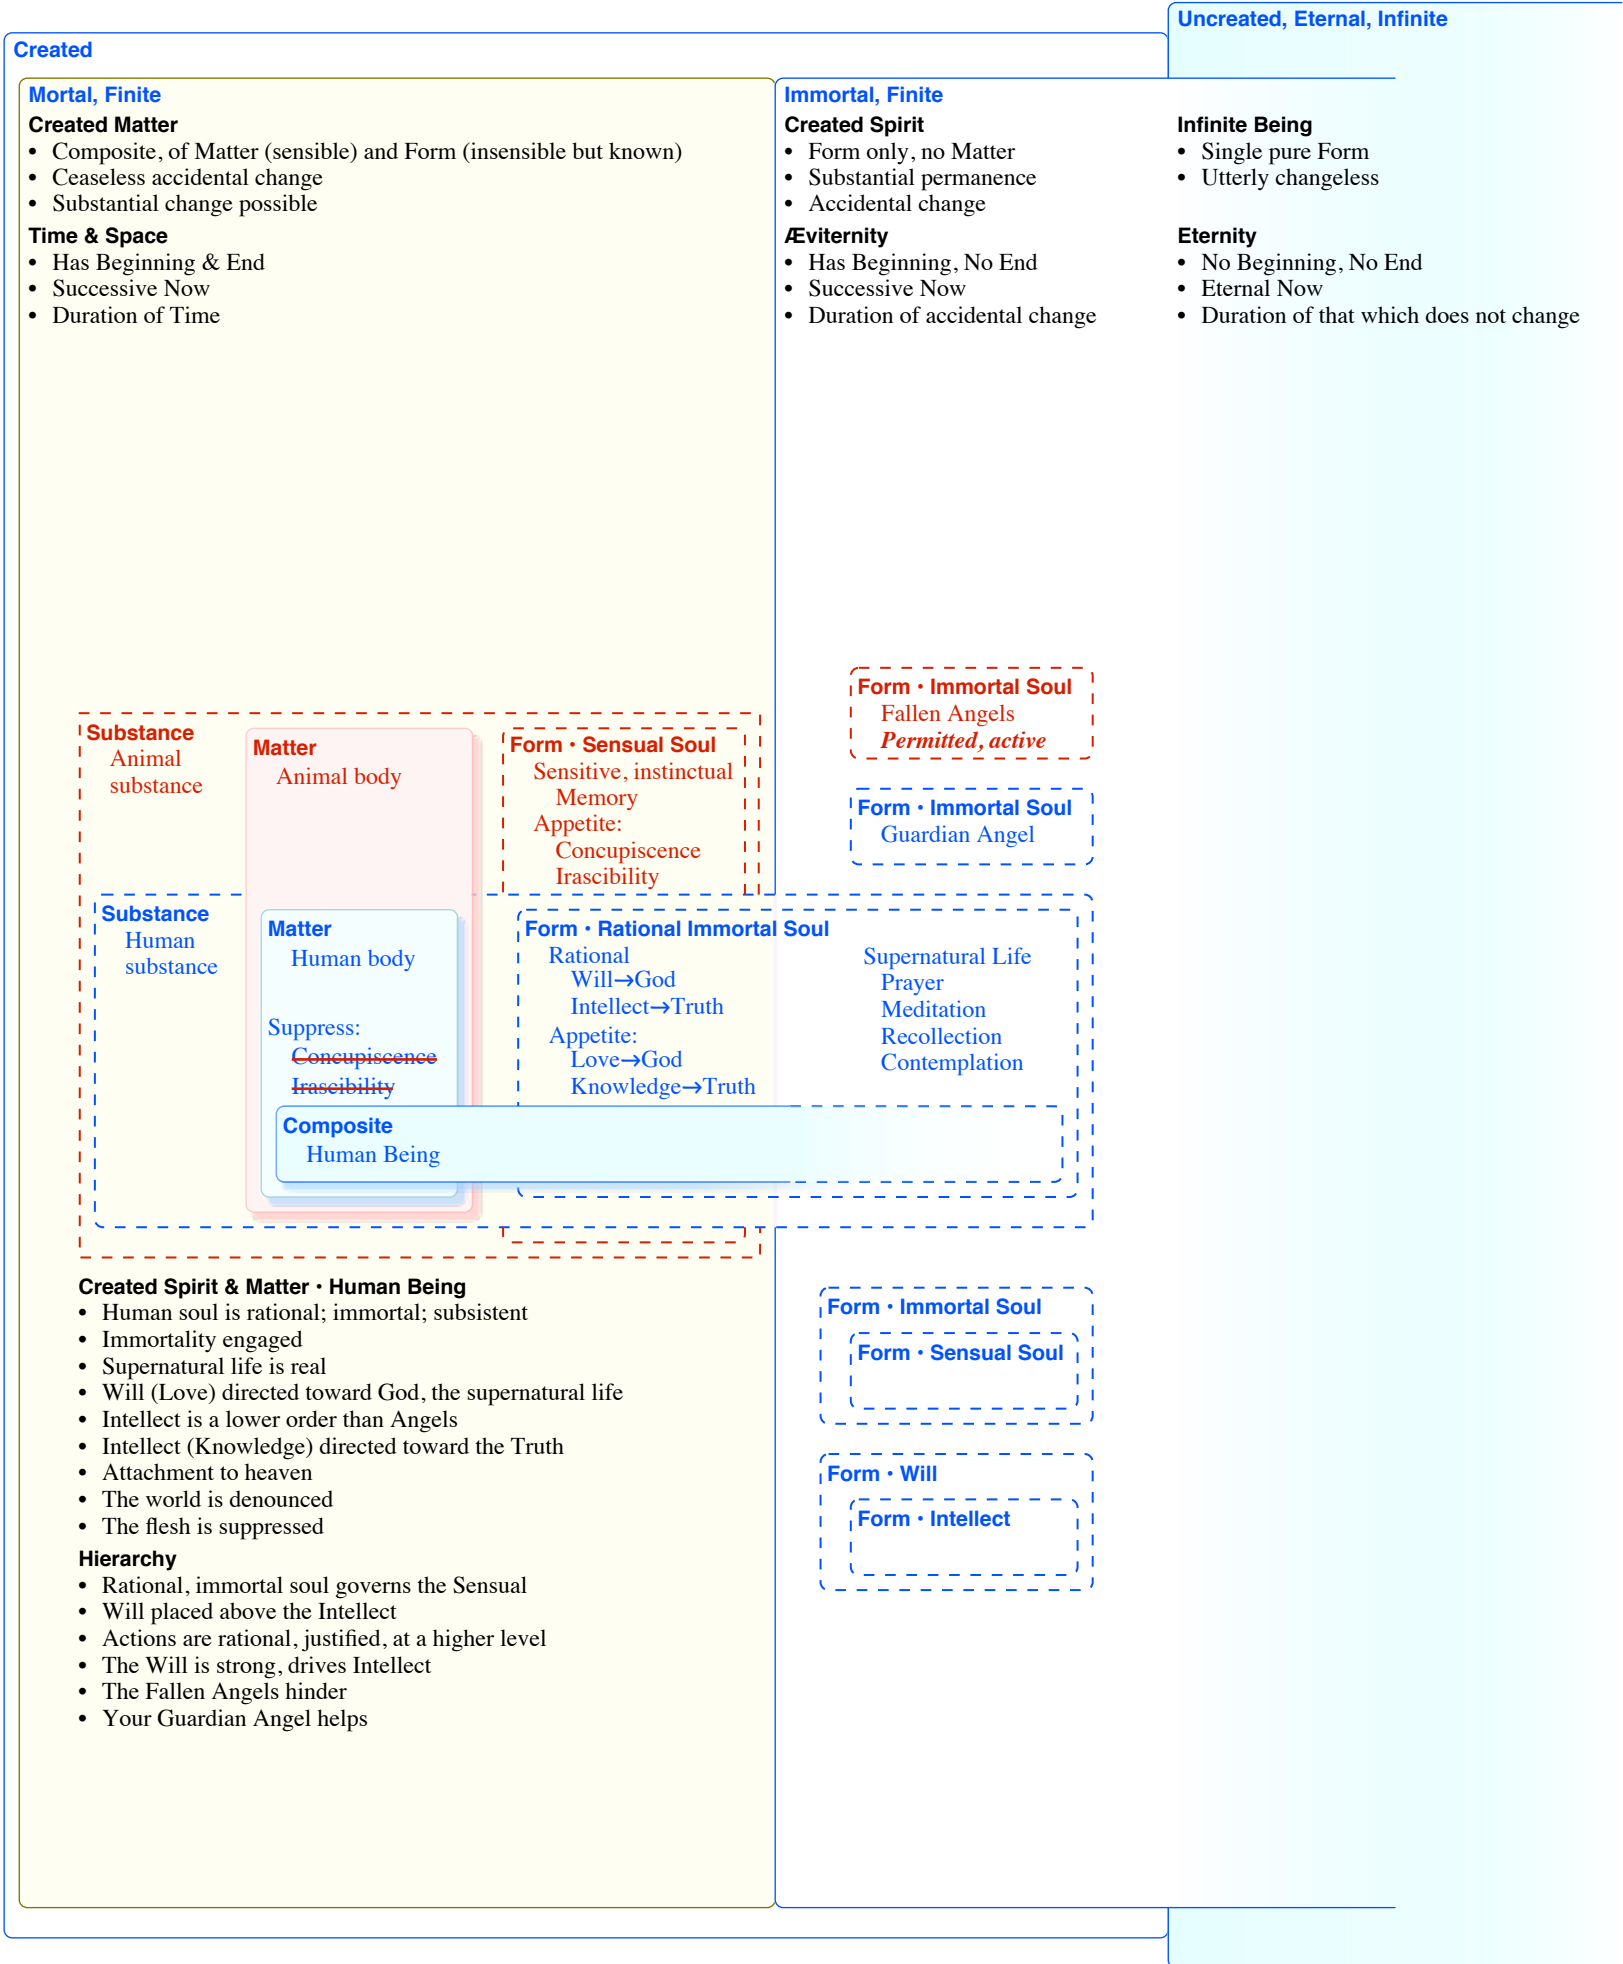 Uncreated, Eternal, Infinite
Created
Mortal, Finite
Created Matter
• Composite, of Matter (sensible) and Form (insensible but known)
• Ceaseless accidental change
• Substantial change possible
Time & Space
• Has Beginning & End
• Successive Now
• Duration of Time
Immortal, Finite
Created Spirit
• Form only, no Matter
• Substantial permanence
• Accidental change
Æviternity
• Has Beginning, No End
• Successive Now
• Duration of accidental change
Infinite Being
• Single pure Form
• Utterly changeless
Eternity
• No Beginning, No End
• Eternal Now
• Duration of that which does not change
Form • Immortal Soul
Fallen Angels
Permitted, active
Form • Immortal Soul
Guardian Angel
Substance
Animal
substance
Matter
Animal body
Form • Sensual Soul
Sensitive, instinctual
Memory
Appetite:
Concupiscence
Irascibility
Substance
Human
substance
Matter
Human body
Suppress:
Concupiscence
Irascibility
Form • Rational Immortal Soul
Rational
Will→God
Intellect→Truth
Appetite:
Love→God
Knowledge→Truth
Supernatural Life
Prayer
Meditation
Recollection
Contemplation
Composite
Human Being
Created Spirit & Matter • Human Being
• Human soul is rational; immortal; subsistent
• Immortality engaged
• Supernatural life is real
• Will (Love) directed toward God, the supernatural life
• Intellect is a lower order than Angels
• Intellect (Knowledge) directed toward the Truth
• Attachment to heaven
• The world is denounced
• The flesh is suppressed
Hierarchy
• Rational, immortal soul governs the Sensual
• Will placed above the Intellect
• Actions are rational, justified, at a higher level
• The Will is strong, drives Intellect
• The Fallen Angels hinder
• Your Guardian Angel helps
Form • Immortal Soul
Form • Sensual Soul
Form • Will
Form • Intellect